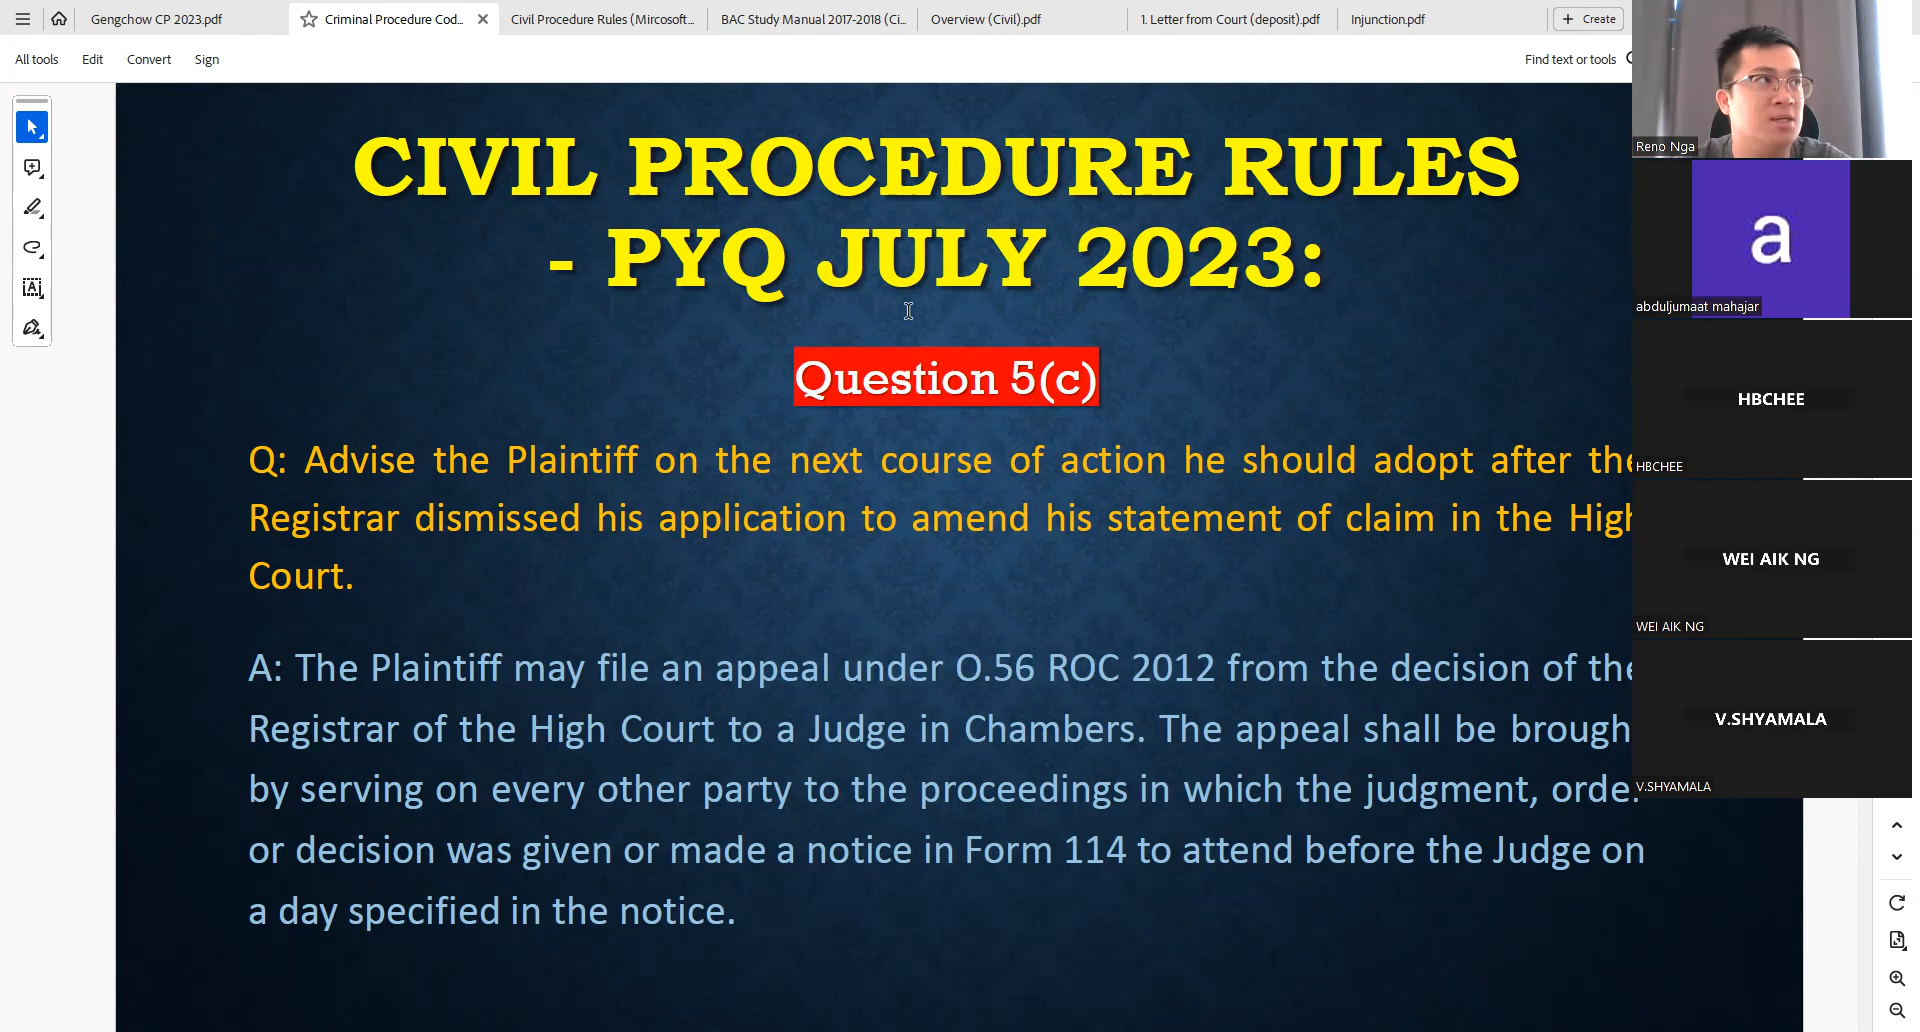 Gengchow CP 2023.pdf
Criminal Procedure Cod...
Civil Procedure Rules (Mircosoft...
BAC Study Manual 2017-2018 (Ci...
Overview (Civil).pdf
1. Letter from Court (deposit).pdf
Injunction.pdf
Create
All tools
Edit
Convert
Sign
Find text or tools
CIVIL PROCEDURE RULES
- PYQ JULY 2023:
Question 5(c)
Q: Advise the Plaintiff on the next course of action he should adopt after the
Registrar dismissed his application to amend his statement of claim in the High
Court.
A: The Plaintiff may file an appeal under O.56 ROC 2012 from the decision of the
Registrar of the High Court to a Judge in Chambers. The appeal shall be brough
by serving on every other party to the proceedings in which the judgment, order
or decision was given or made a notice in Form 114 to attend before the Judge on
a day specified in the notice.
Reno Nga
a
abduljumaat mahajar
HBCHEE
HBCHEE
WEI AIK NG
WEI AIK NG
V.SHYAMALA
V.SHYAMALA